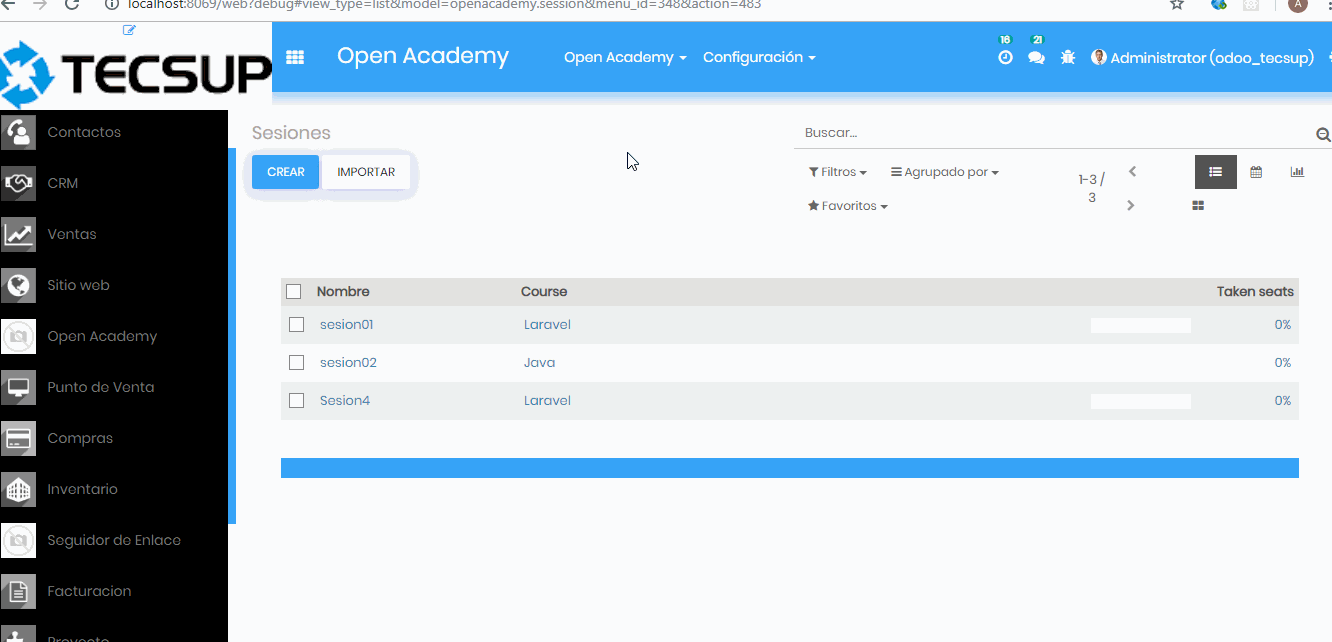 localhost:8069/web?debug#view_type=list&model=openacademy.session&menu_id=348&action=483
A
TECSUP
Open Academy
Open Academy
Configuración
16
21
Administrator (odoo_tecsup)
Contactos
CRM
Ventas
Sitio web
Open Academy
Punto de Venta
Compras
Inventario
Seguidor de Enlace
Facturacion
Proyecto
Sesiones
Buscar...
CREAR
IMPORTAR
Filtros
Agrupado por
Favoritos
1-3 /
3
Nombre Course Taken seats
sesion01 Laravel 0%
sesion02 Java 0%
Sesion4 Laravel 0%